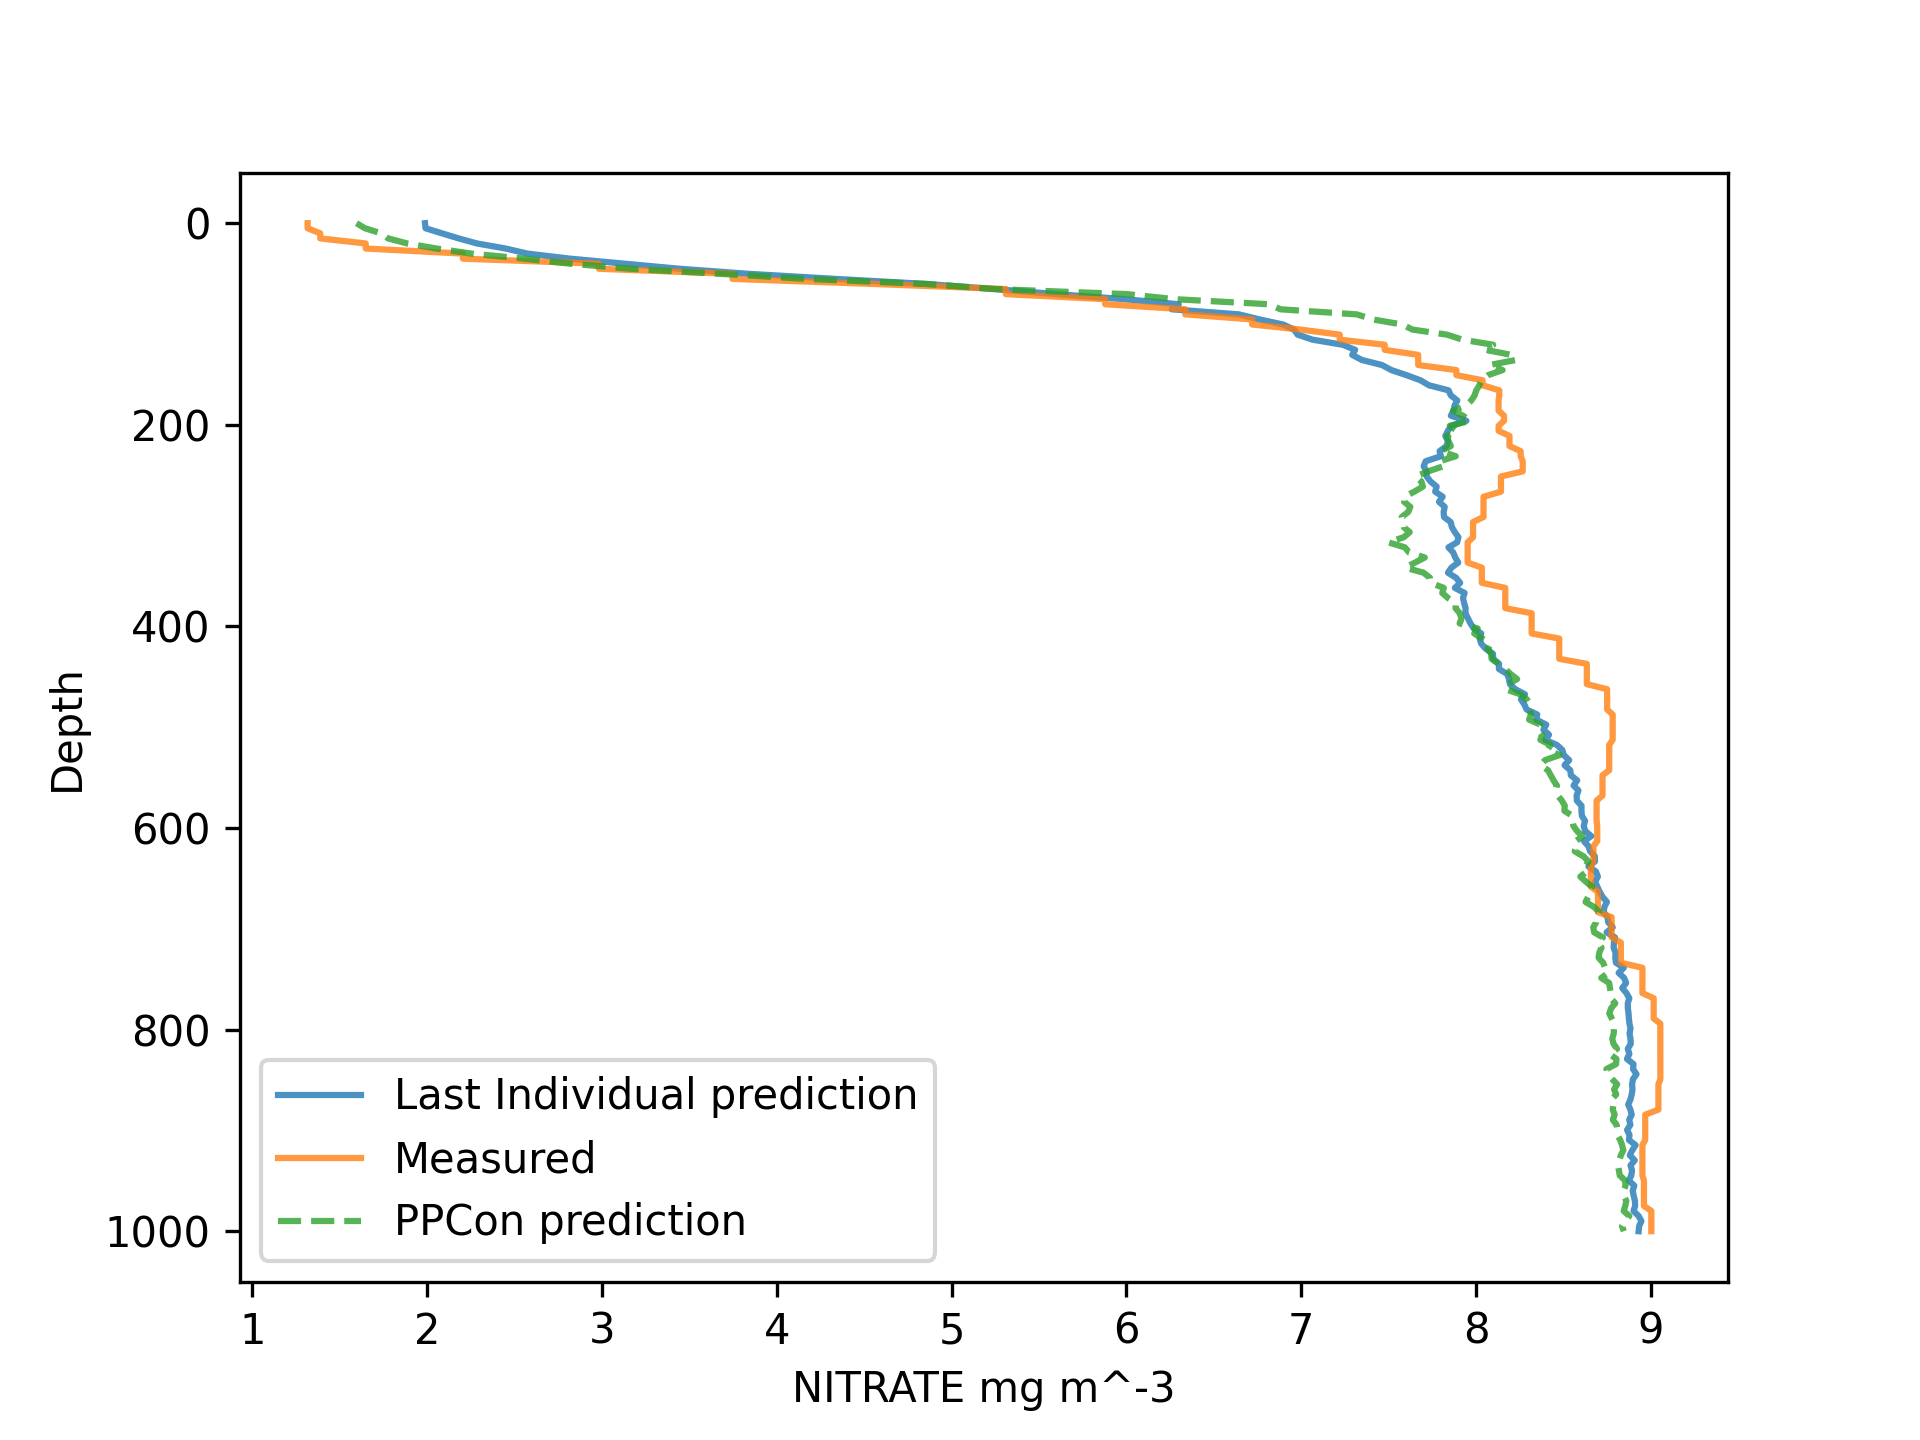 0
200
400
600
800
1000
Depth
Last Individual prediction
Measured
PPCon prediction
1 2 3 4 5 6 7 8 9
NITRATE mg m^-3